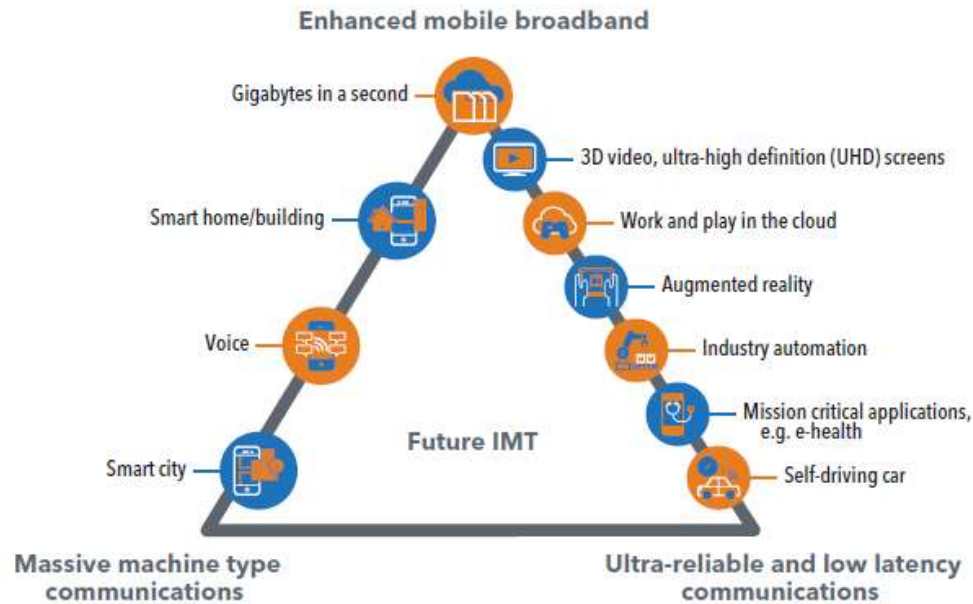 Enhanced mobile broadband
Gigabytes in a second
3D video, ultra-high definition (UHD) screens
Smart home/building
Work and play in the cloud
Augmented reality
Voice
Industry automation
Mission critical applications,
e.g. e-health
Future IMT
Smart city
Self-driving car
Massive machine type
communications
Ultra-reliable and low latency
communications